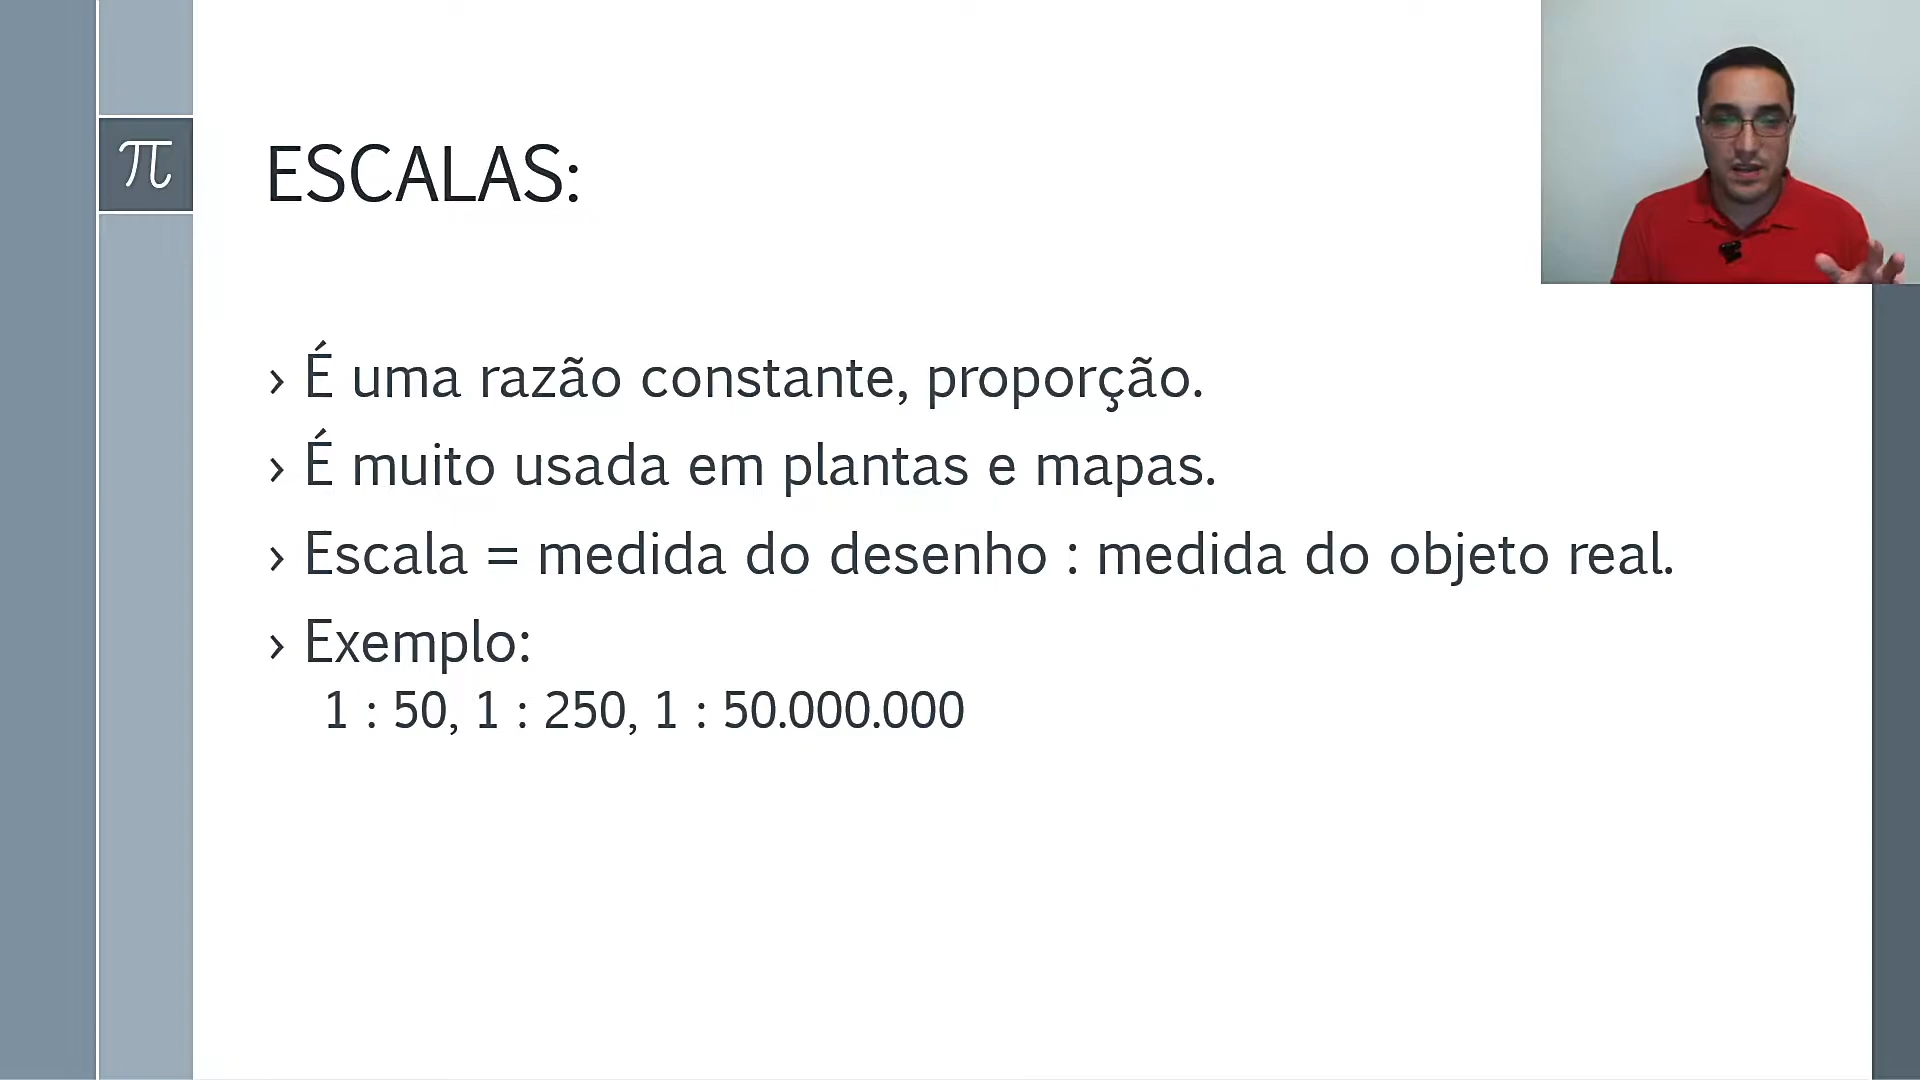 π
ESCALAS:
› É uma razão constante, proporção.
› É muito usada em plantas e mapas.
› Escala = medida do desenho : medida do objeto real.
› Exemplo:
1 : 50, 1 : 250, 1 : 50.000.000